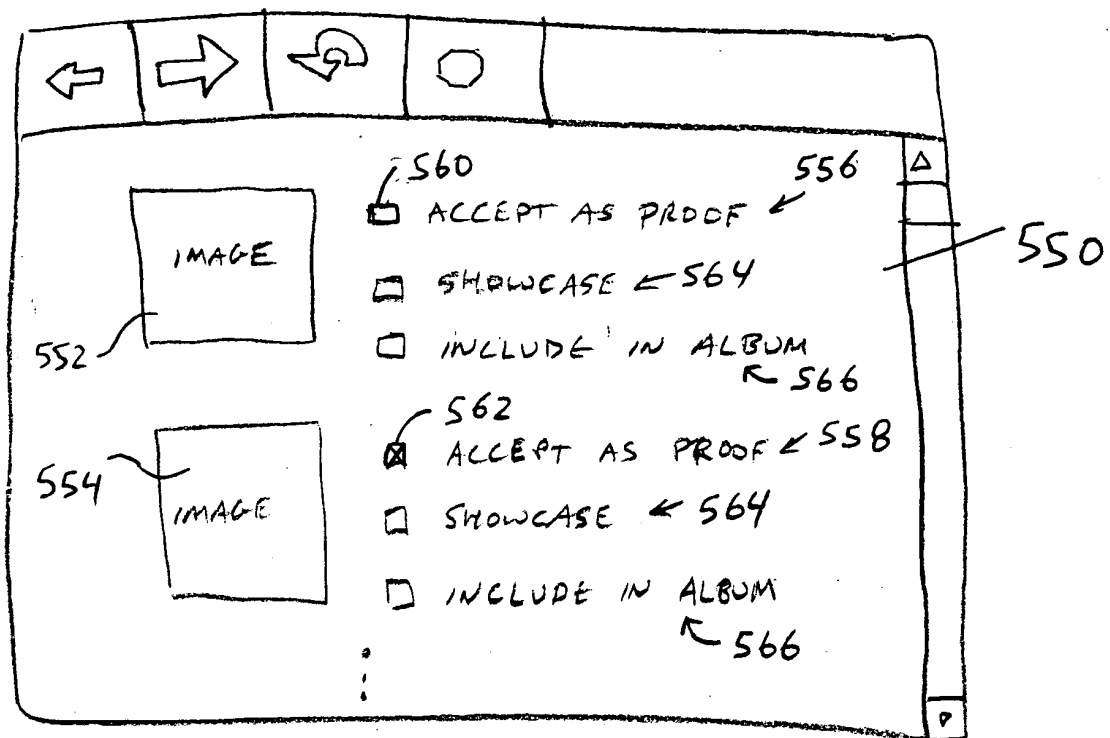 560
556
ACCEPT AS PROOF
IMAGE
550
SHOWCASE 564
552
INCLUDE IN ALBUM
566
562
ACCEPT AS PROOF 558
554
IMAGE
SHOWCASE 564
INCLUDE IN ALBUM
566